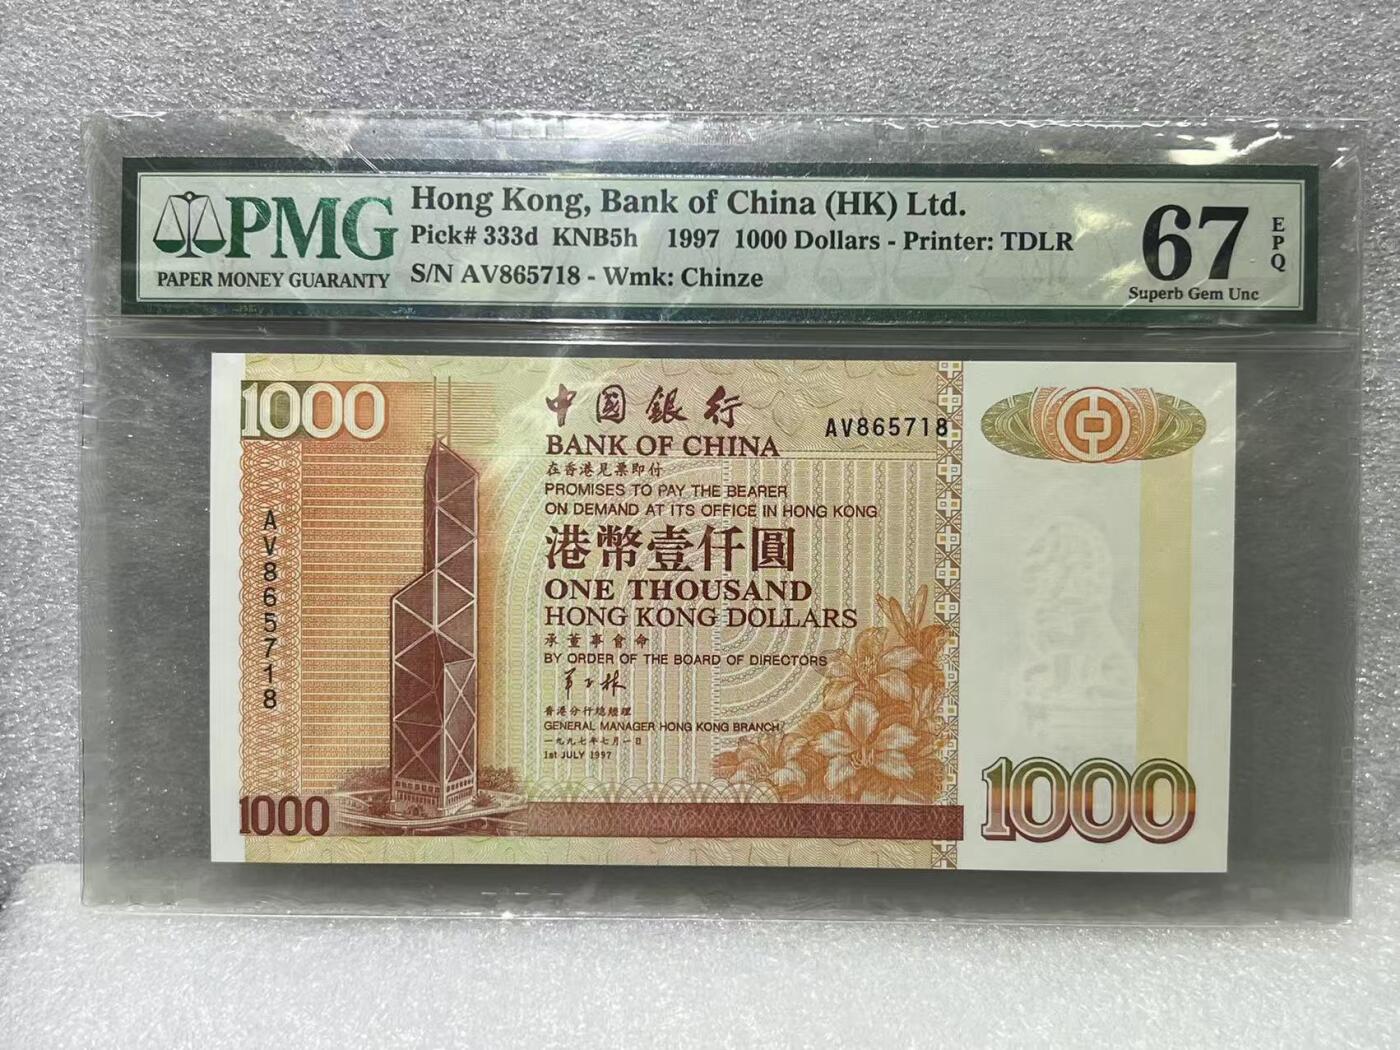 PMG
PAPER MONEY GUARANTY
Hong Kong, Bank of China (HK) Ltd.
Pick# 333d KNB5h 1997 1000 Dollars - Printer: TDLR
S/N AV865718 - Wmk: Chinze
67
EPQ
Superb Gem Unc
1000
中國銀行
BANK OF CHINA
AV865718
在香港見票即付
PROMISES TO PAY THE BEARER
ON DEMAND AT ITS OFFICE IN HONG KONG
港幣壹仟圓
ONE THOUSAND
HONG KONG DOLLARS
承董事會命
BY ORDER OF THE BOARD OF DIRECTORS
香港分行總經理
GENERAL MANAGER HONG KONG BRANCH
一九九七年七月一日
1st JULY 1997
AV865718
1000
1000